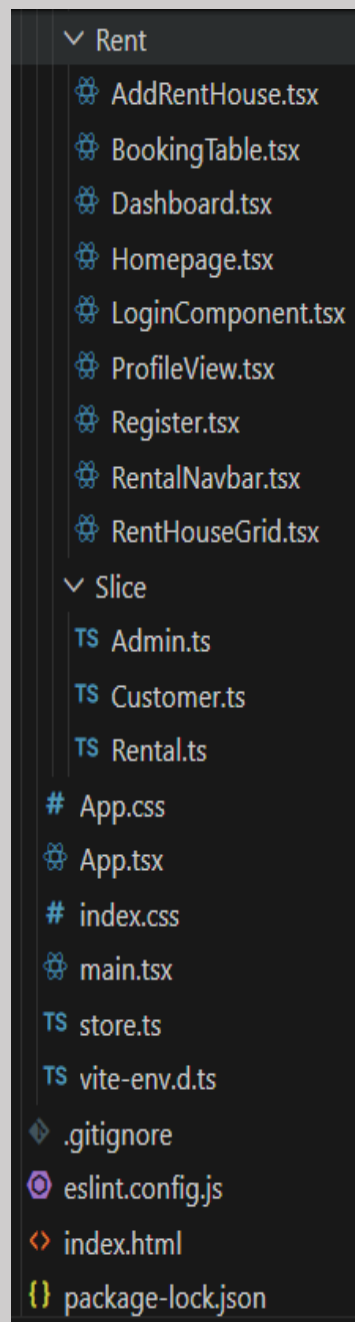 Rent
AddRentHouse.tsx
BookingTable.tsx
Dashboard.tsx
Homepage.tsx
LoginComponent.tsx
ProfileView.tsx
Register.tsx
RentalNavbar.tsx
RentHouseGrid.tsx
Slice
TS Admin.ts
TS Customer.ts
TS Rental.ts
# App.css
App.tsx
# index.css
main.tsx
TS store.ts
TS vite-env.d.ts
.gitignore
eslint.config.js
<> index.html
{} package-lock.json